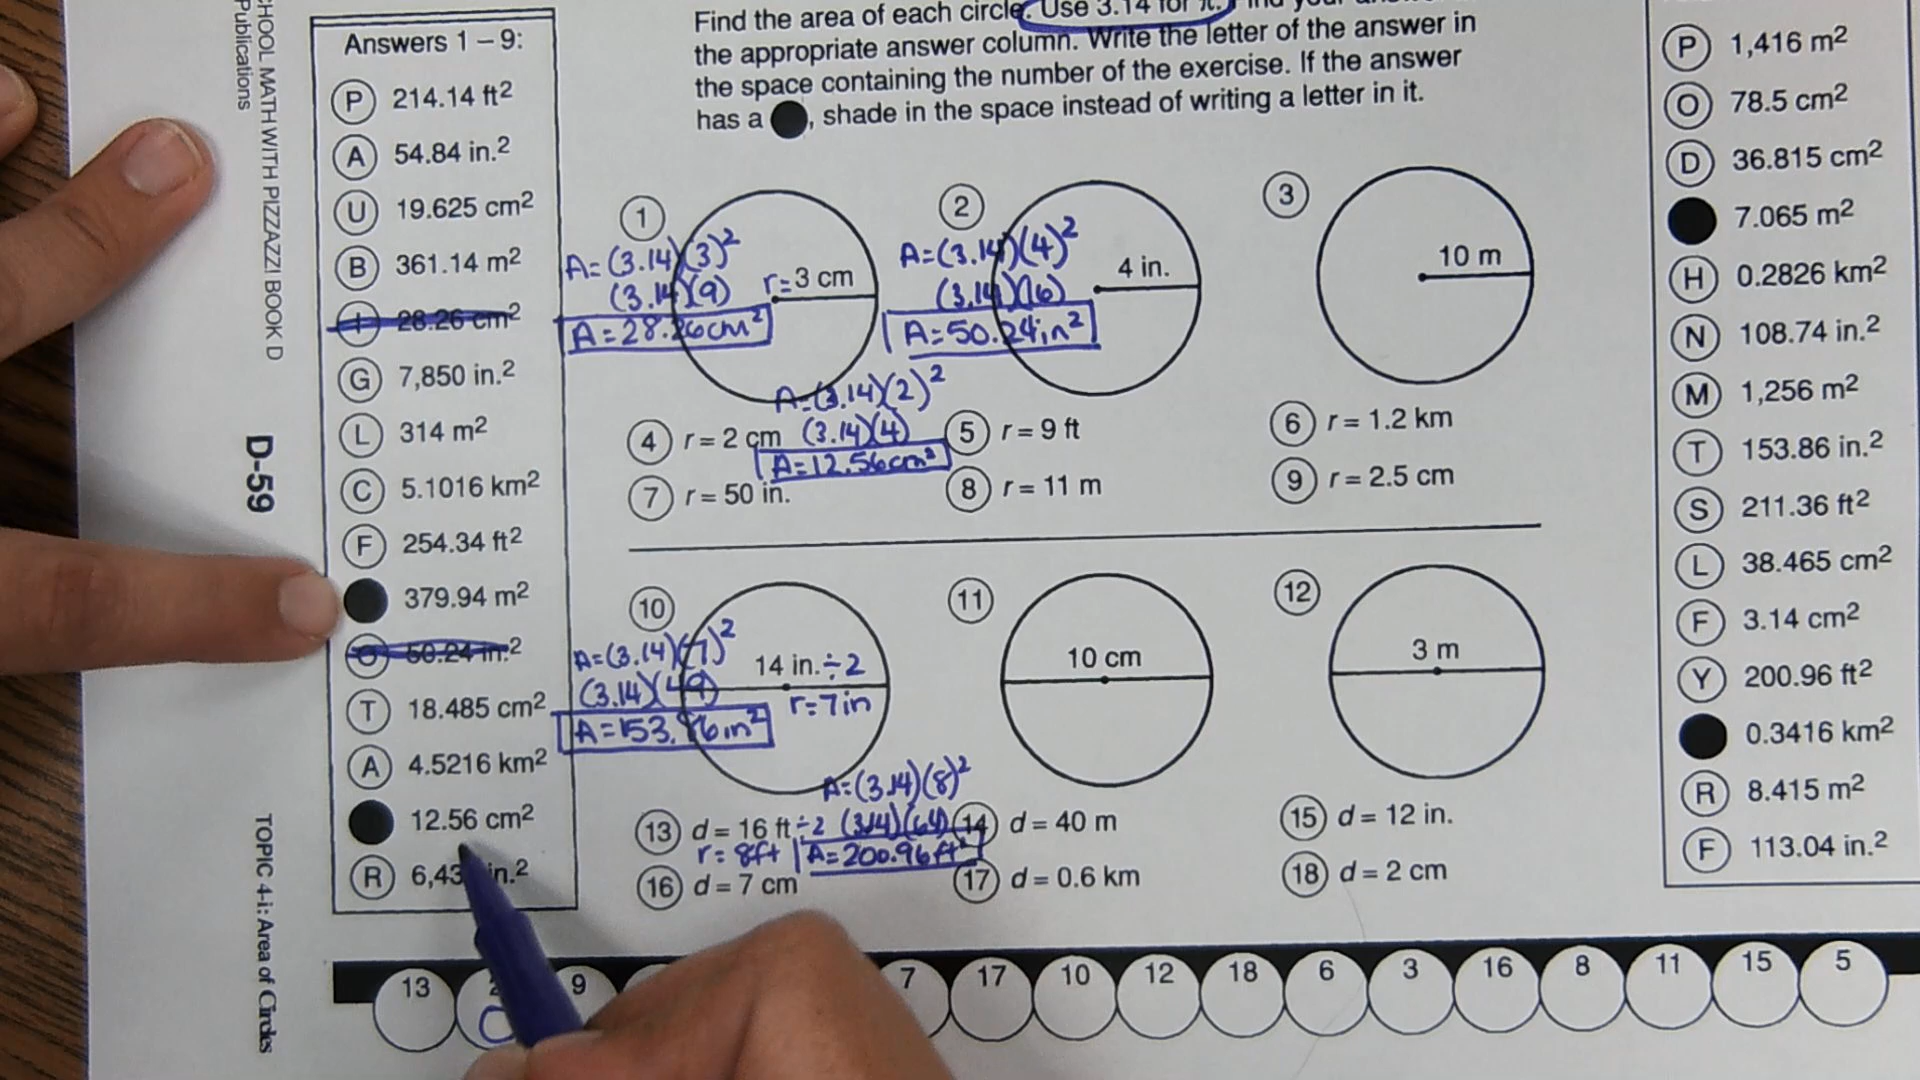 CHOOL MATH WITH PIZZAZZ! BOOK D
Publications
D-59
TOPIC 4-i: Area of Circles
Answers 1 – 9:
P 214.14 ft²
A 54.84 in.²
U 19.625 cm²
B 361.14 m²
I 28.26 cm²
G 7,850 in.²
L 314 m²
C 5.1016 km²
F 254.34 ft²
379.94 m²
O 50.24 in.²
T 18.485 cm²
A 4.5216 km²
12.56 cm²
R in.²
Find the area of each circle. Use 3.14 for π.
the appropriate answer column. Write the letter of the answer in
the space containing the number of the exercise. If the answer
has a ●, shade in the space instead of writing a letter in it.
1
A=(3.14)(3)²
(3.14)(9)
A=28.26cm²
r=3 cm
2
A=(3.14)(4)²
(3.14)(16)
A=50.24in²
4 in.
3
10 m
4 r = 2 cm
A=(3.14)(2)²
(3.14)(4)
A=12.56cm²
5 r = 9 ft
6 r = 1.2 km
7 r = 50 in.
8 r = 11 m
9 r = 2.5 cm
10
A=(3.14)(7)²
(3.14)(49)
A=153.86in²
14 in.÷2
r=7in
11
10 cm
12
3 m
13 d = 16 ft÷2
r= 8ft
A=(3.14)(8)²
(3.14)(64)
A=200.96ft²
14 d = 40 m
15 d = 12 in.
16 d = 7 cm
17 d = 0.6 km
18 d = 2 cm
P 1,416 m²
O 78.5 cm²
D 36.815 cm²
7.065 m²
H 0.2826 km²
N 108.74 in.²
M 1,256 m²
T 153.86 in.²
S 211.36 ft²
L 38.465 cm²
F 3.14 cm²
Y 200.96 ft²
0.3416 km²
R 8.415 m²
F 113.04 in.²
13 9 7 17 10 12 18 6 3 16 8 11 15 5